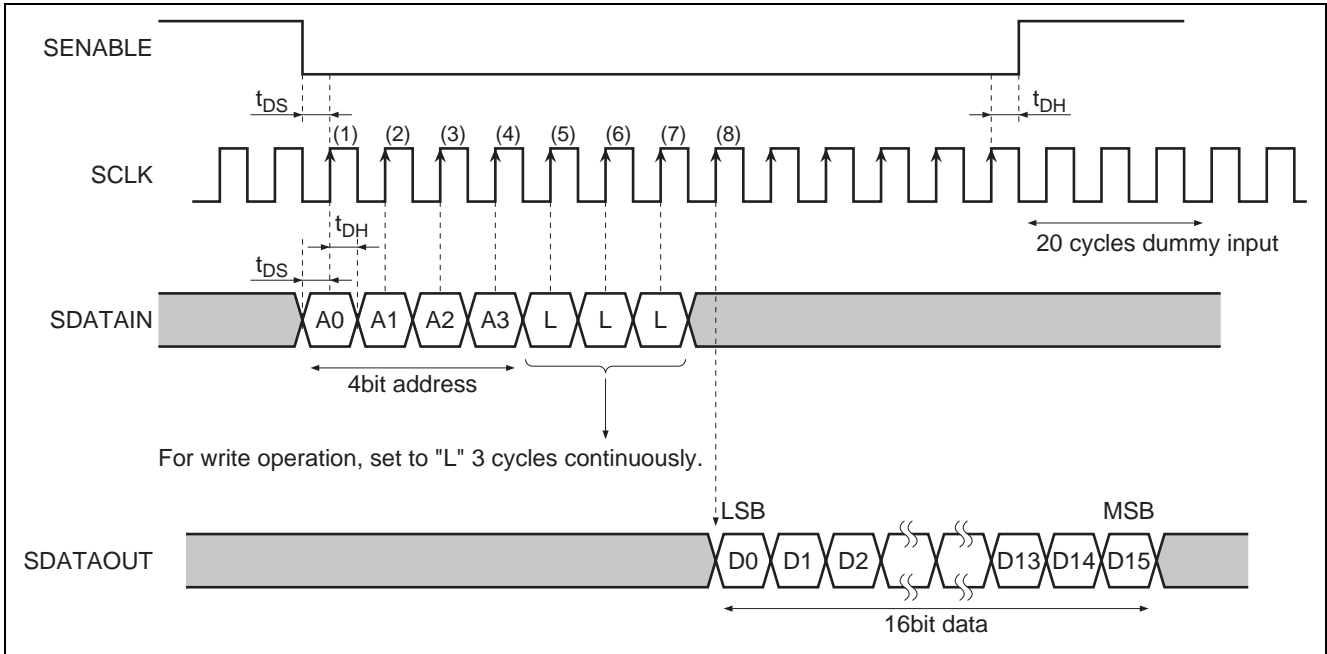 SENABLE
tDS
tDH
(1) (2) (3) (4) (5) (6) (7) (8)
SCLK
tDH
20 cycles dummy input
tDS
SDATAIN
A0 A1 A2 A3 L L L
4bit address
For write operation, set to "L" 3 cycles continuously.
LSB MSB
SDATAOUT
D0 D1 D2 D13 D14 D15
16bit data